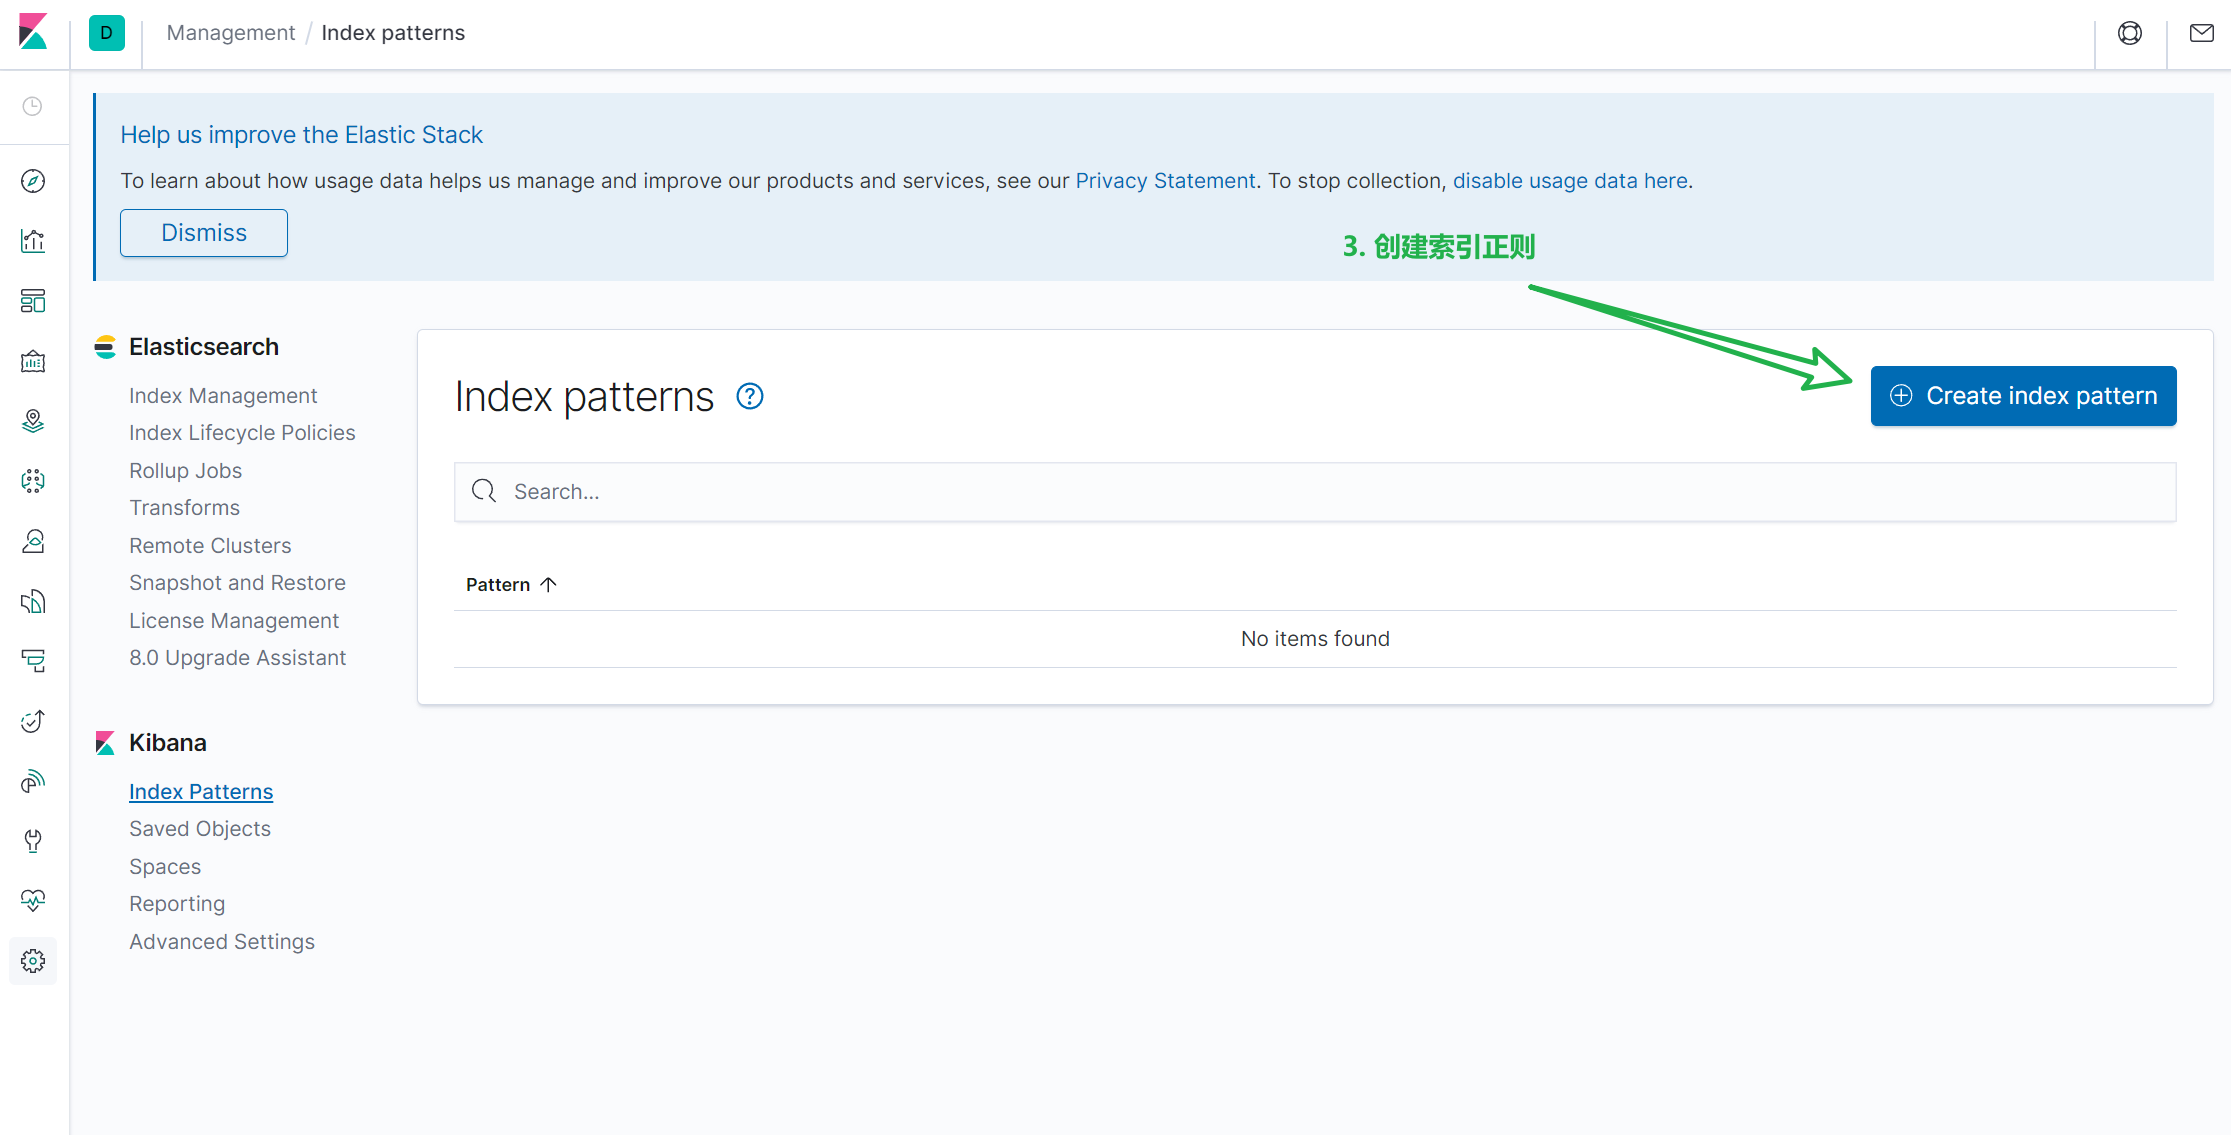 D
Management / Index patterns
Help us improve the Elastic Stack
To learn about how usage data helps us manage and improve our products and services, see our Privacy Statement. To stop collection, disable usage data here.
Dismiss
3. 创建索引正则
Elasticsearch
Index Management
Index Lifecycle Policies
Rollup Jobs
Transforms
Remote Clusters
Snapshot and Restore
License Management
8.0 Upgrade Assistant
Kibana
Index Patterns
Saved Objects
Spaces
Reporting
Advanced Settings
Index patterns
Create index pattern
Search...
Pattern
No items found